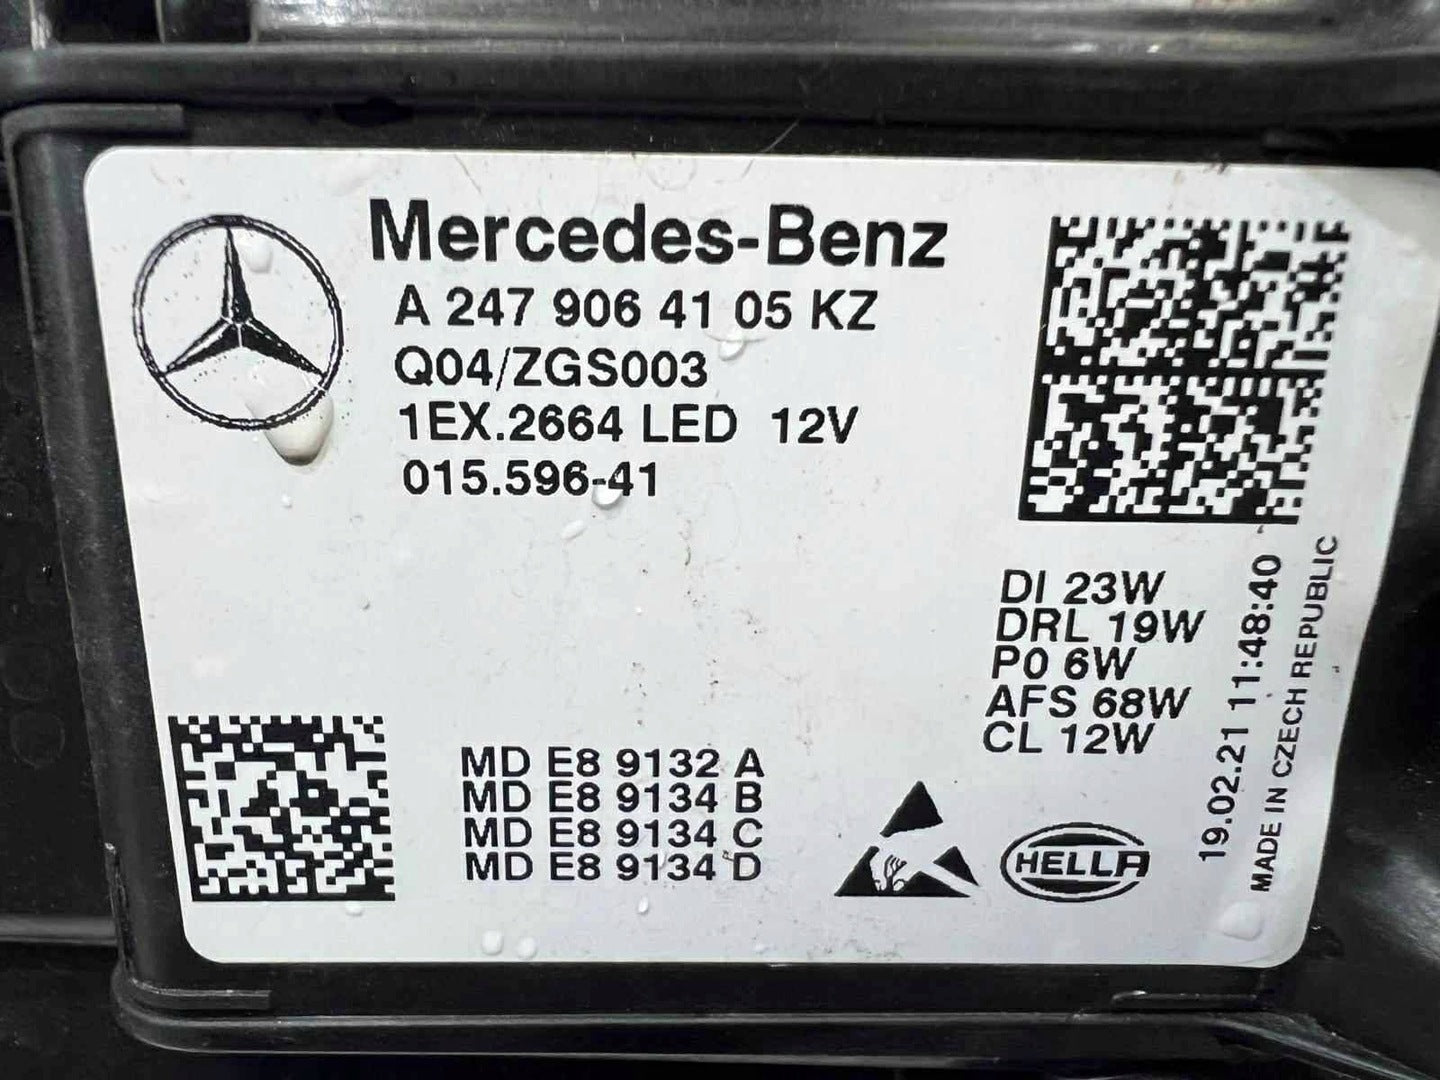 Mercedes-Benz
A 247 906 41 05 KZ
Q04/ZGS003
1EX.2664 LED 12V
015.596-41
DI 23W
DRL 19W
PO 6W
AFS 68W
CL 12W
19.02.21 11:48:40
MADE IN CZECH REPUBLIC
MD E8 9132 A
MD E8 9134 B
MD E8 9134 C
MD E8 9134 D
HELLA